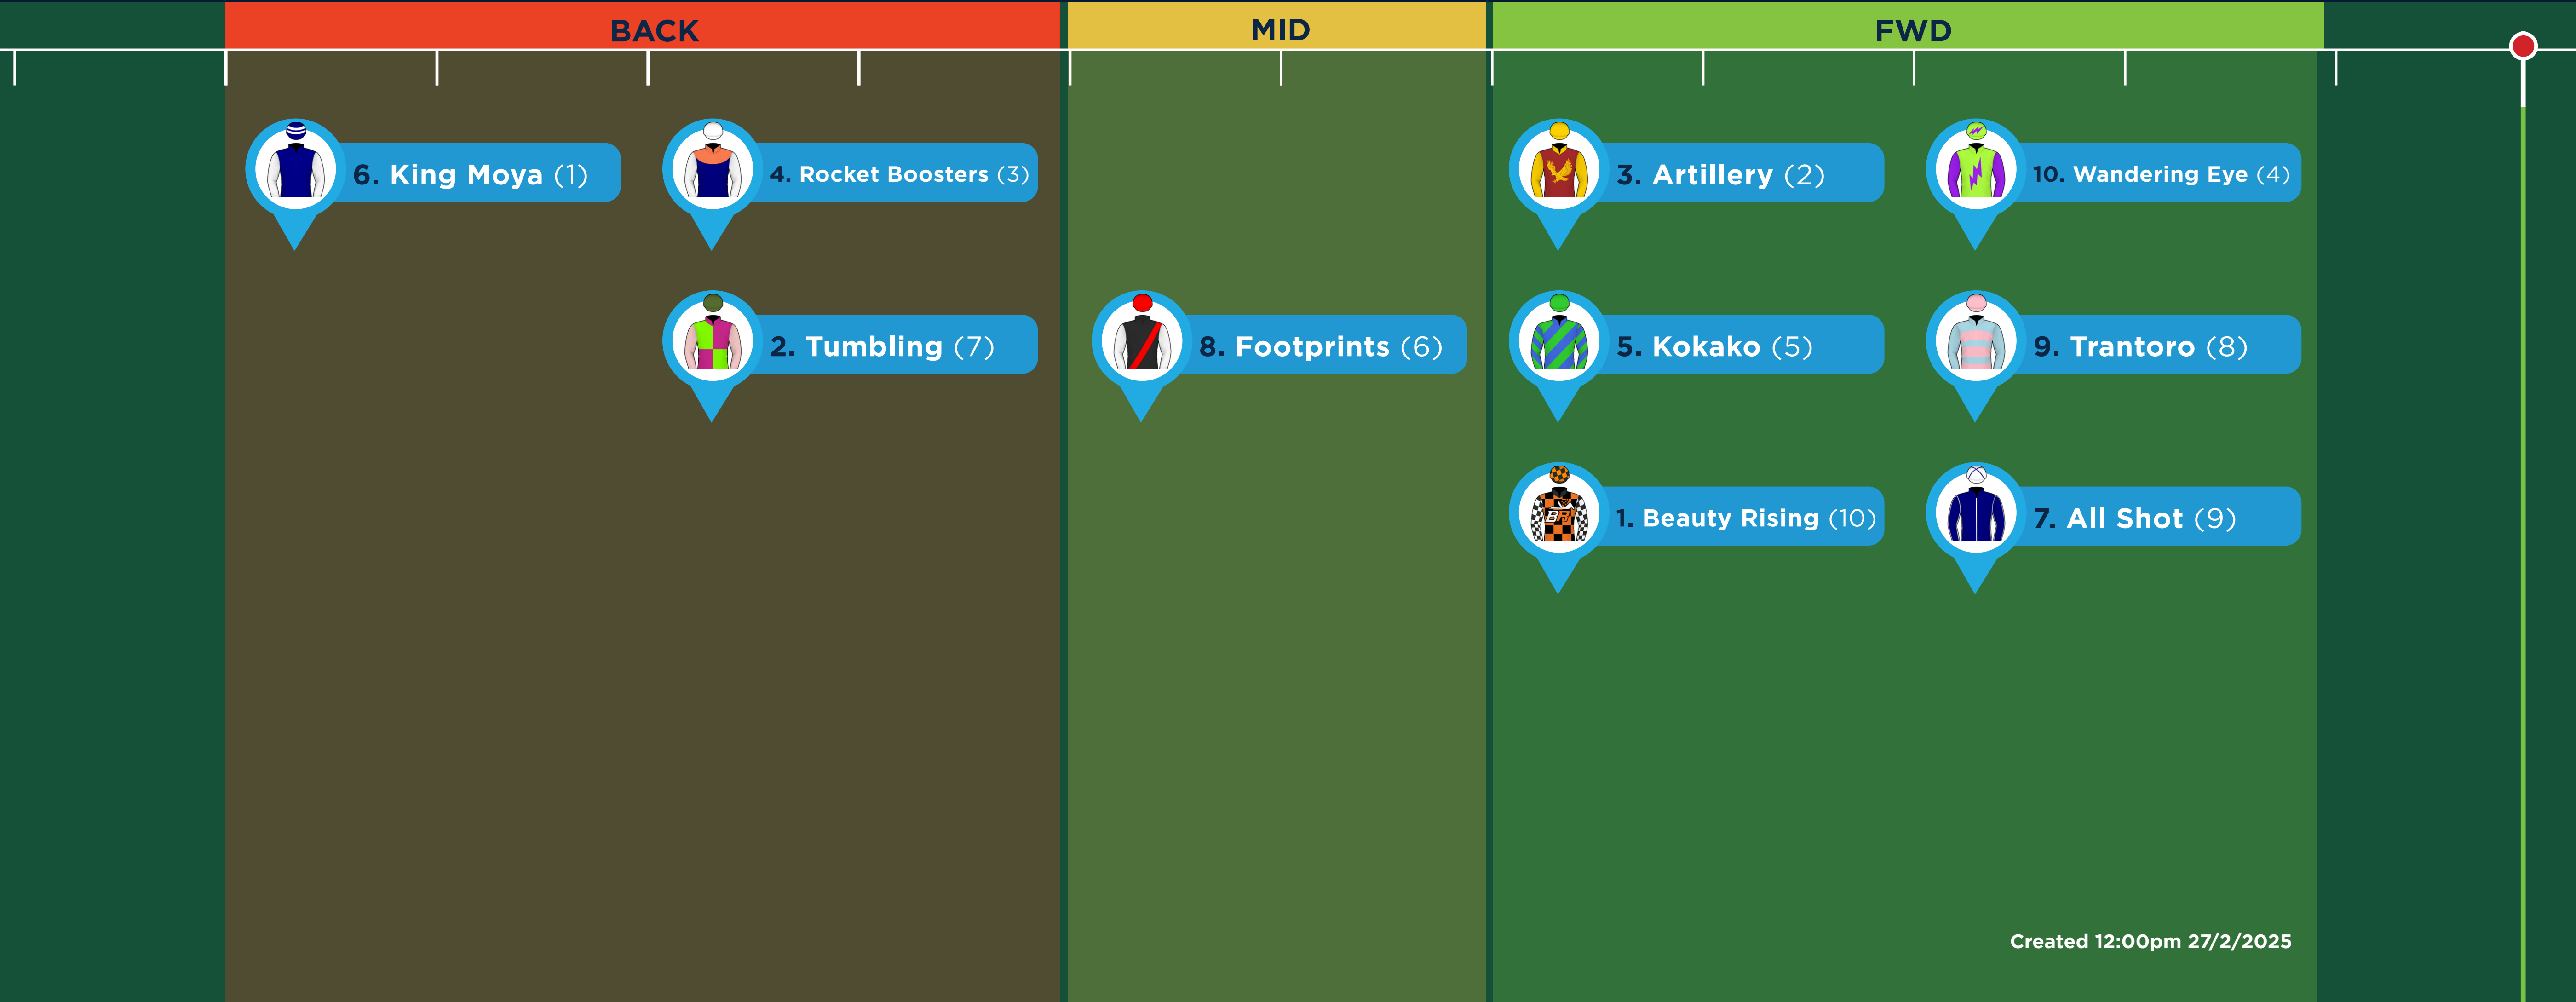 BACK
MID
FWD
6. King Moya (1)
4. Rocket Boosters (3)
3. Artillery (2)
10. Wandering Eye (4)
2. Tumbling (7)
8. Footprints (6)
5. Kokako (5)
9. Trantoro (8)
1. Beauty Rising (10)
7. All Shot (9)
Created 12:00pm 27/2/2025